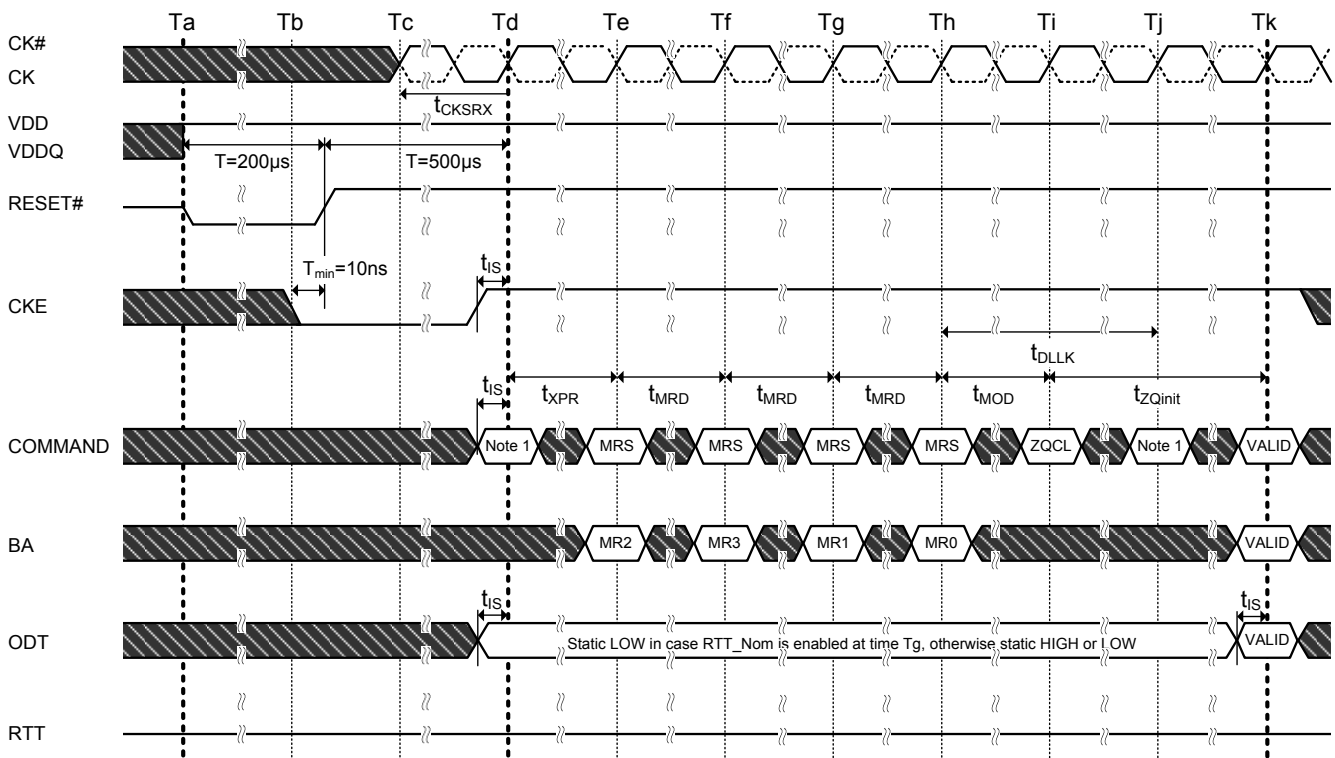 Ta Tb Tc Td Te Tf Tg Th Ti Tj Tk
CK#
CK
tCKSRX
VDD
VDDQ
T=200µs T=500µs
RESET#
Tmin=10ns tIS
CKE
tDLLK
tIS tXPR tMRD tMRD tMRD tMOD tZQinit
COMMAND Note 1 MRS MRS MRS MRS ZQCL Note 1 VALID
BA MR2 MR3 MR1 MR0 VALID
tIS tIS
ODT Static LOW in case RTT_Nom is enabled at time Tg, otherwise static HIGH or LOW VALID
RTT